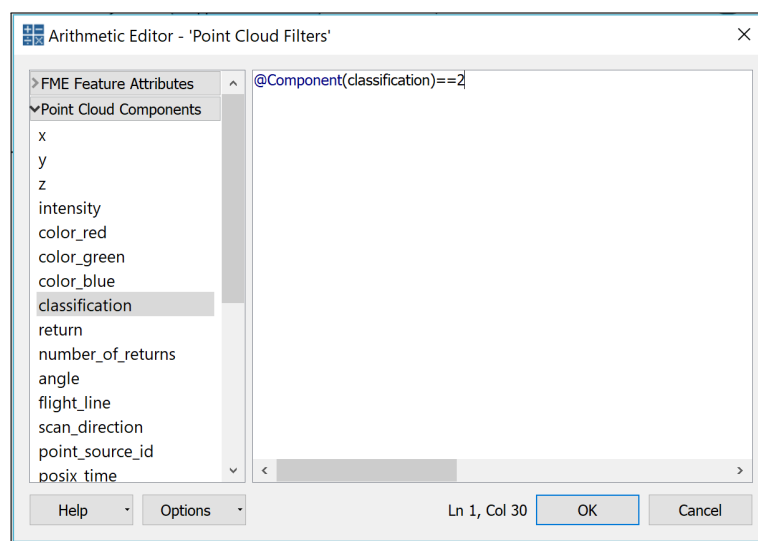 Arithmetic Editor - 'Point Cloud Filters'
FME Feature Attributes
Point Cloud Components
x
y
z
intensity
color_red
color_green
color_blue
classification
return
number_of_returns
angle
flight_line
scan_direction
point_source_id
posix_time
@Component(classification)==2
Help
Options
Ln 1, Col 30
OK
Cancel